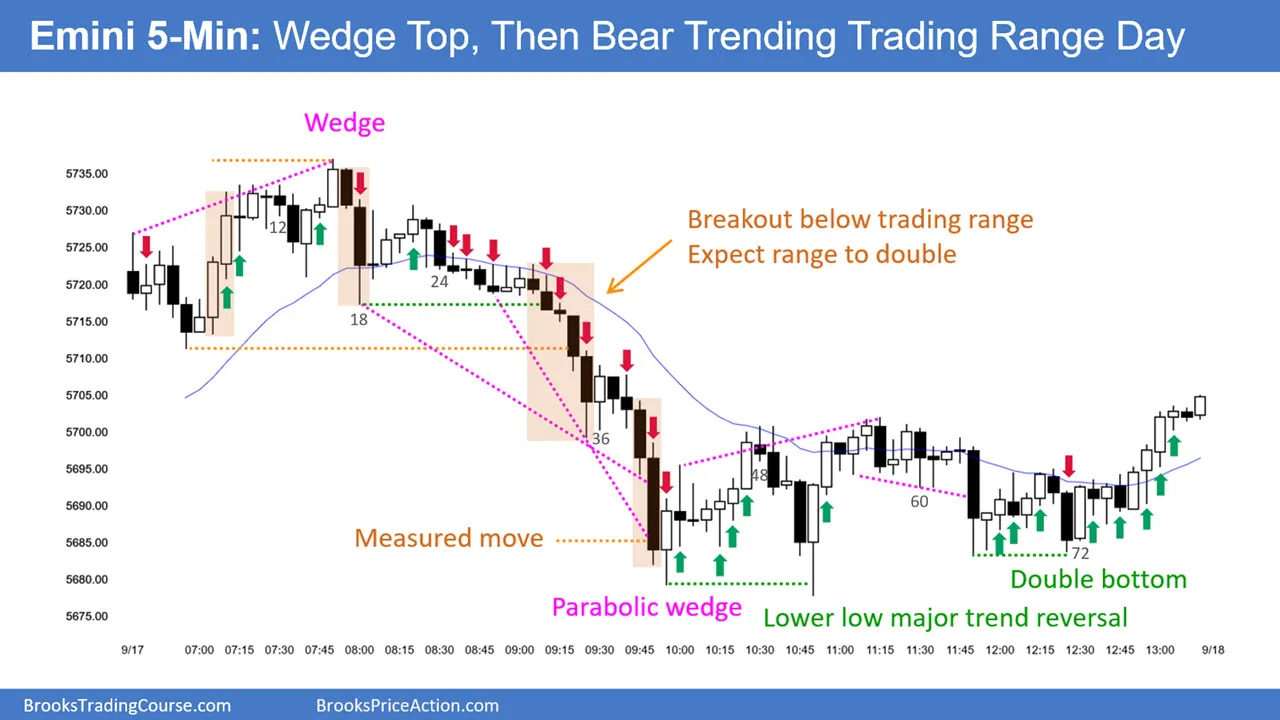 Emini 5-Min: Wedge Top, Then Bear Trending Trading Range Day
Wedge
5735.00
5730.00
5725.00
5720.00
5715.00
5710.00
5705.00
5700.00
5695.00
5690.00
5685.00
5680.00
5675.00
12
18
24
36
48
60
72
Breakout below trading range
Expect range to double
Measured move
Parabolic wedge
Double bottom
Lower low major trend reversal
9/17 07:00 07:15 07:30 07:45 08:00 08:15 08:30 08:45 09:00 09:15 09:30 09:45 10:00 10:15 10:30 10:45 11:00 11:15 11:30 11:45 12:00 12:15 12:30 12:45 13:00 9/18
BrooksTradingCourse.com BrooksPriceAction.com